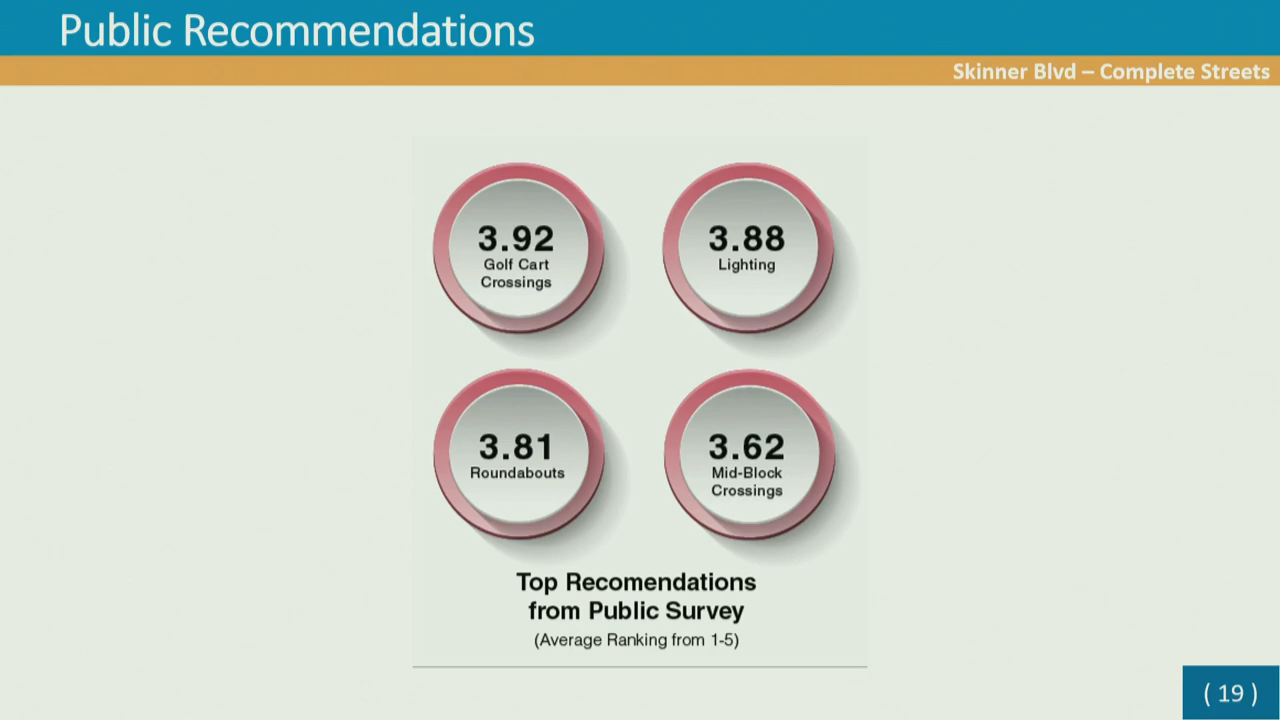 Public Recommendations
Skinner Blvd – Complete Streets
3.92
Golf Cart
Crossings
3.88
Lighting
3.81
Roundabouts
3.62
Mid-Block
Crossings
Top Recomendations
from Public Survey
(Average Ranking from 1-5)
( 19 )